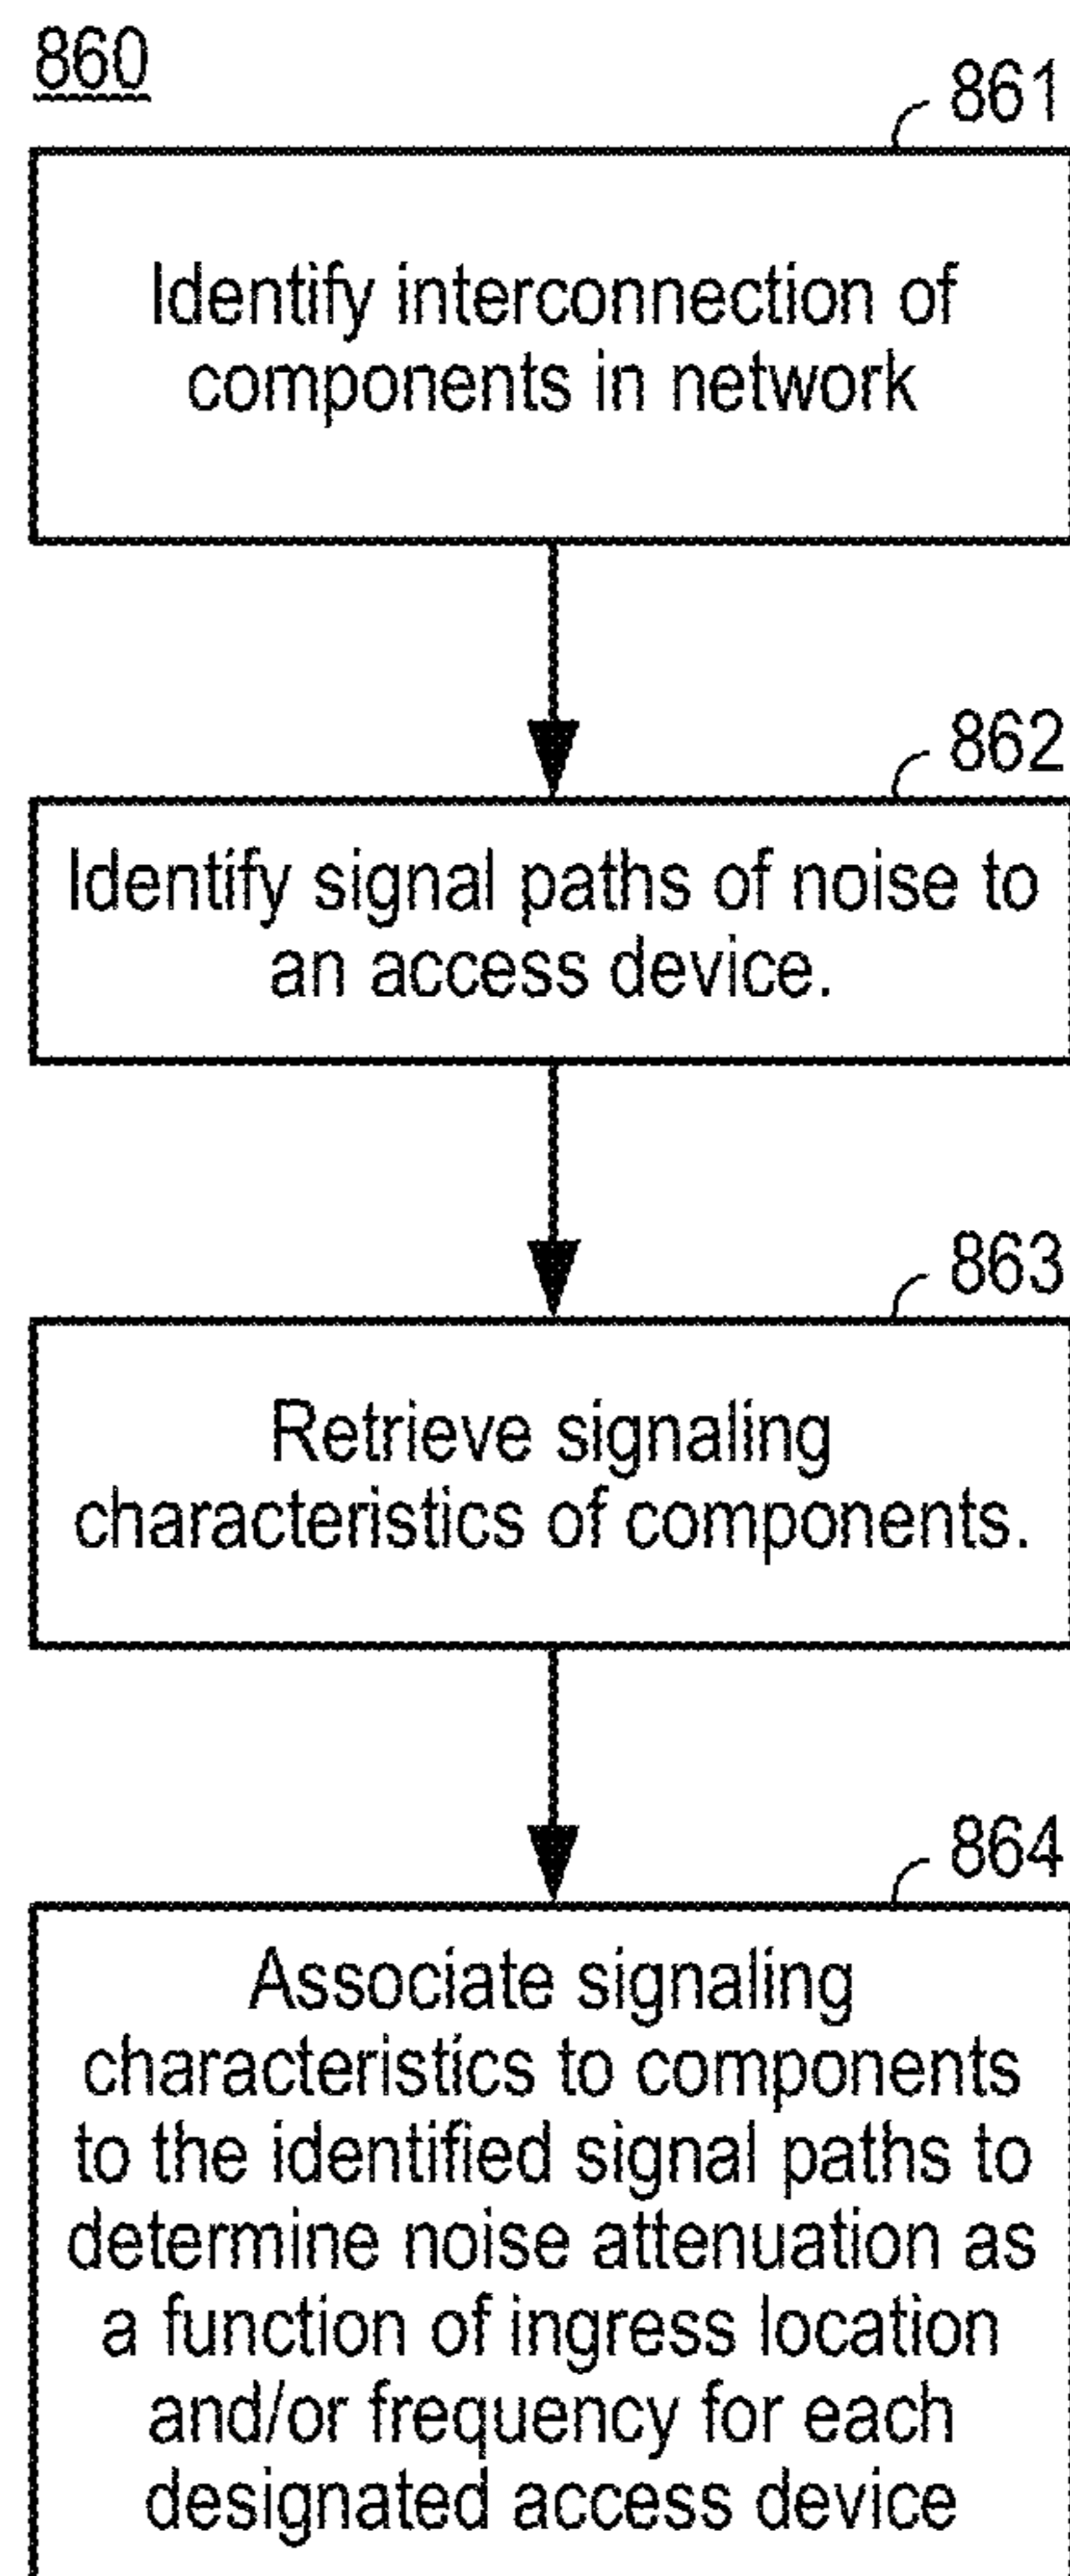 860
861
Identify interconnection of
components in network
862
Identify signal paths of noise to
an access device.
863
Retrieve signaling
characteristics of components.
864
Associate signaling
characteristics to components
to the identified signal paths to
determine noise attenuation as
a function of ingress location
and/or frequency for each
designated access device